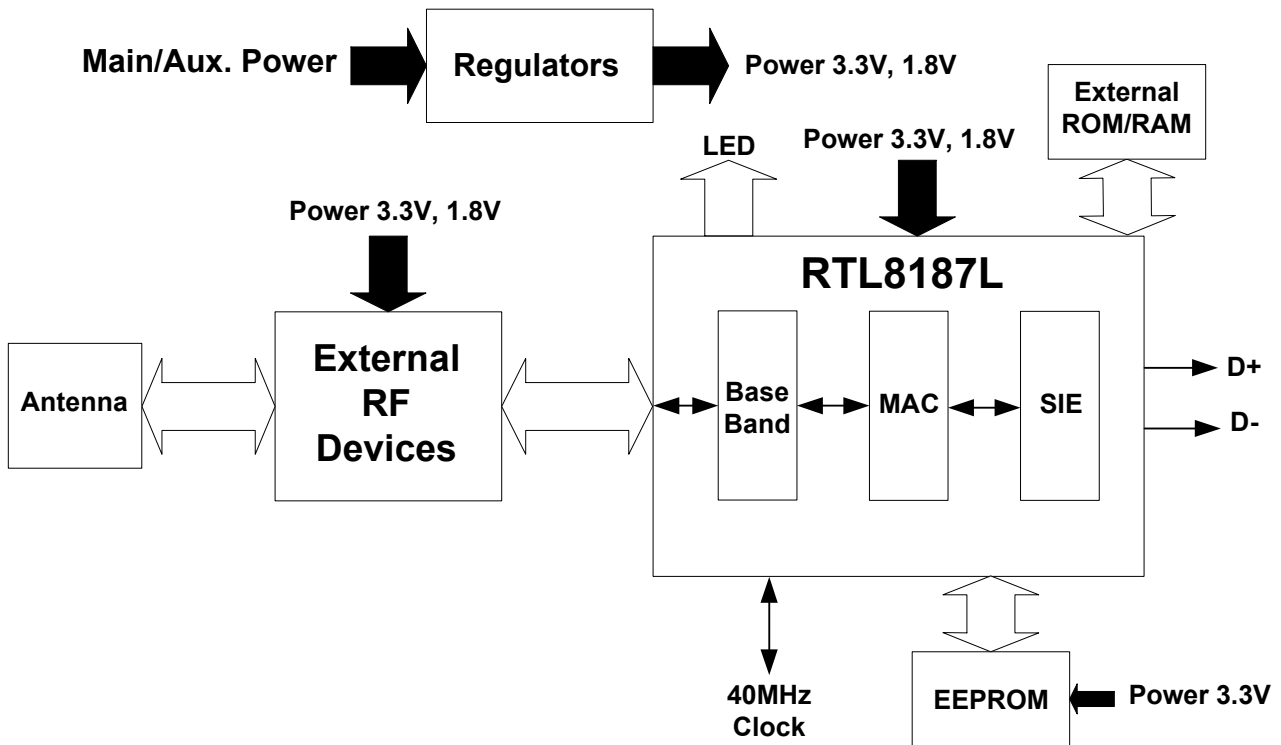 Main/Aux. Power
Regulators
Power 3.3V, 1.8V
External
ROM/RAM
LED
Power 3.3V, 1.8V
Power 3.3V, 1.8V
RTL8187L
Antenna
External
RF
Devices
Base
Band
MAC
SIE
D+
D-
40MHz
Clock
EEPROM
Power 3.3V